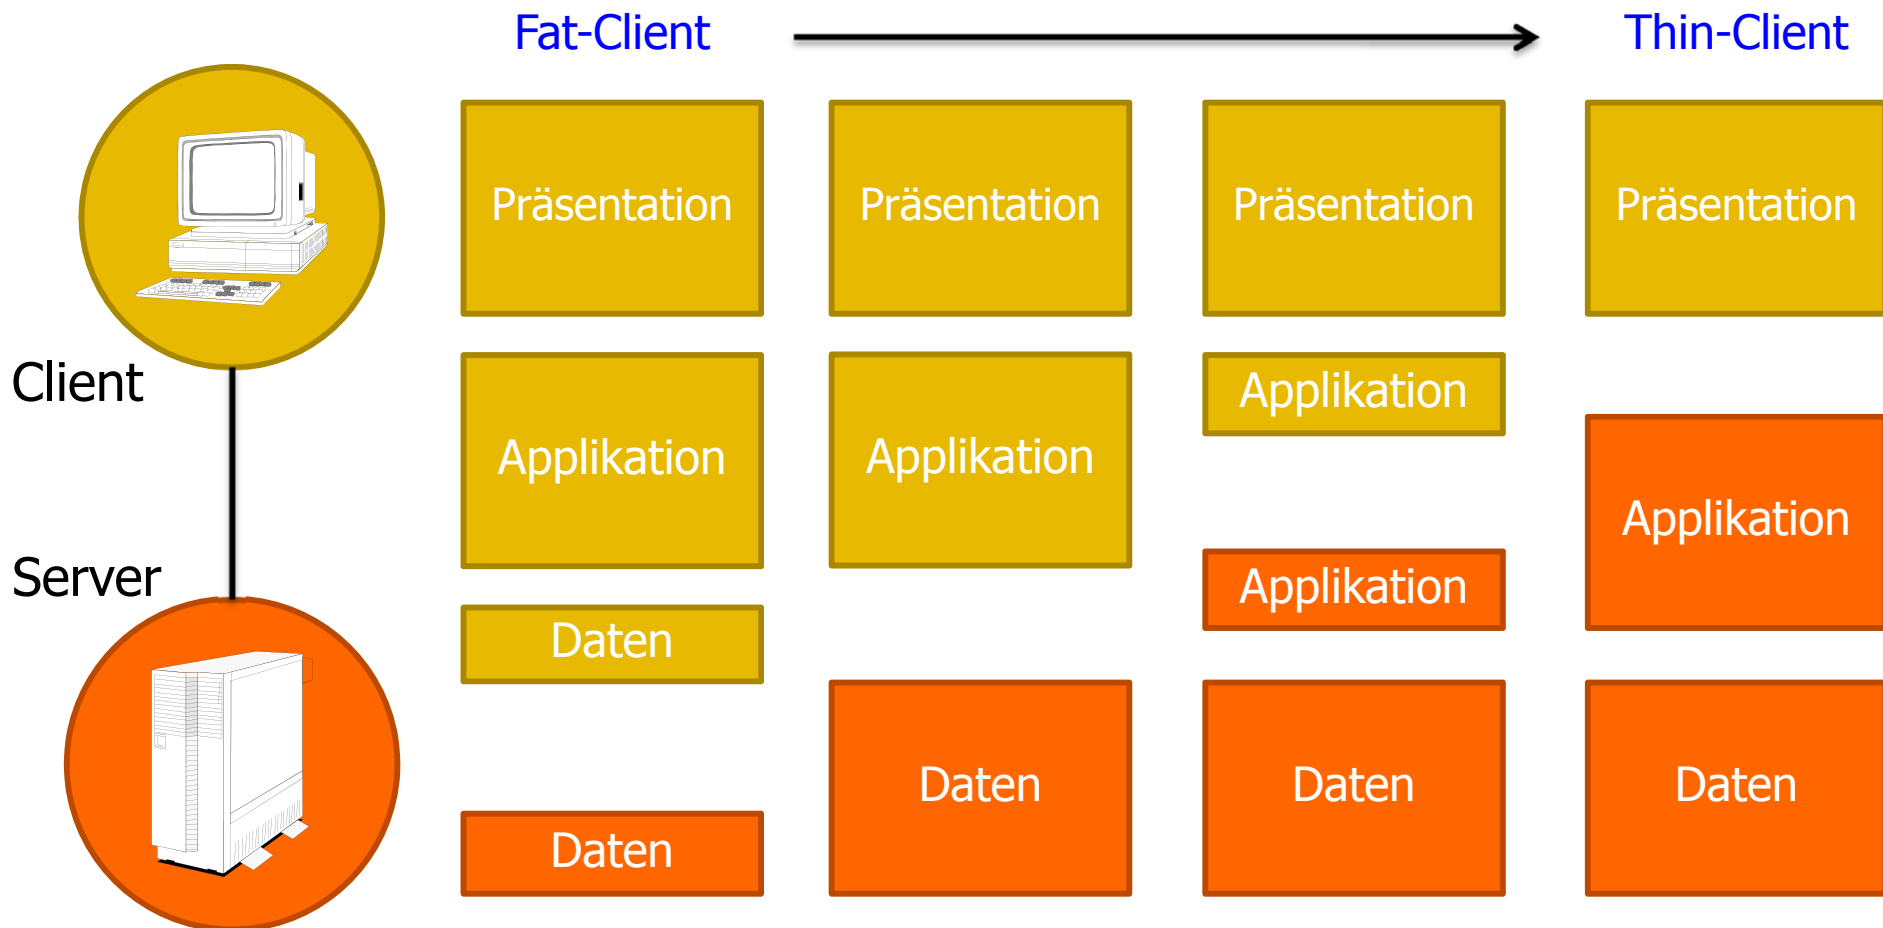 Fat-Client
Thin-Client
Präsentation
Präsentation
Präsentation
Präsentation
Client
Applikation
Applikation
Applikation
Applikation
Applikation
Server
Daten
Daten
Daten
Daten
Daten